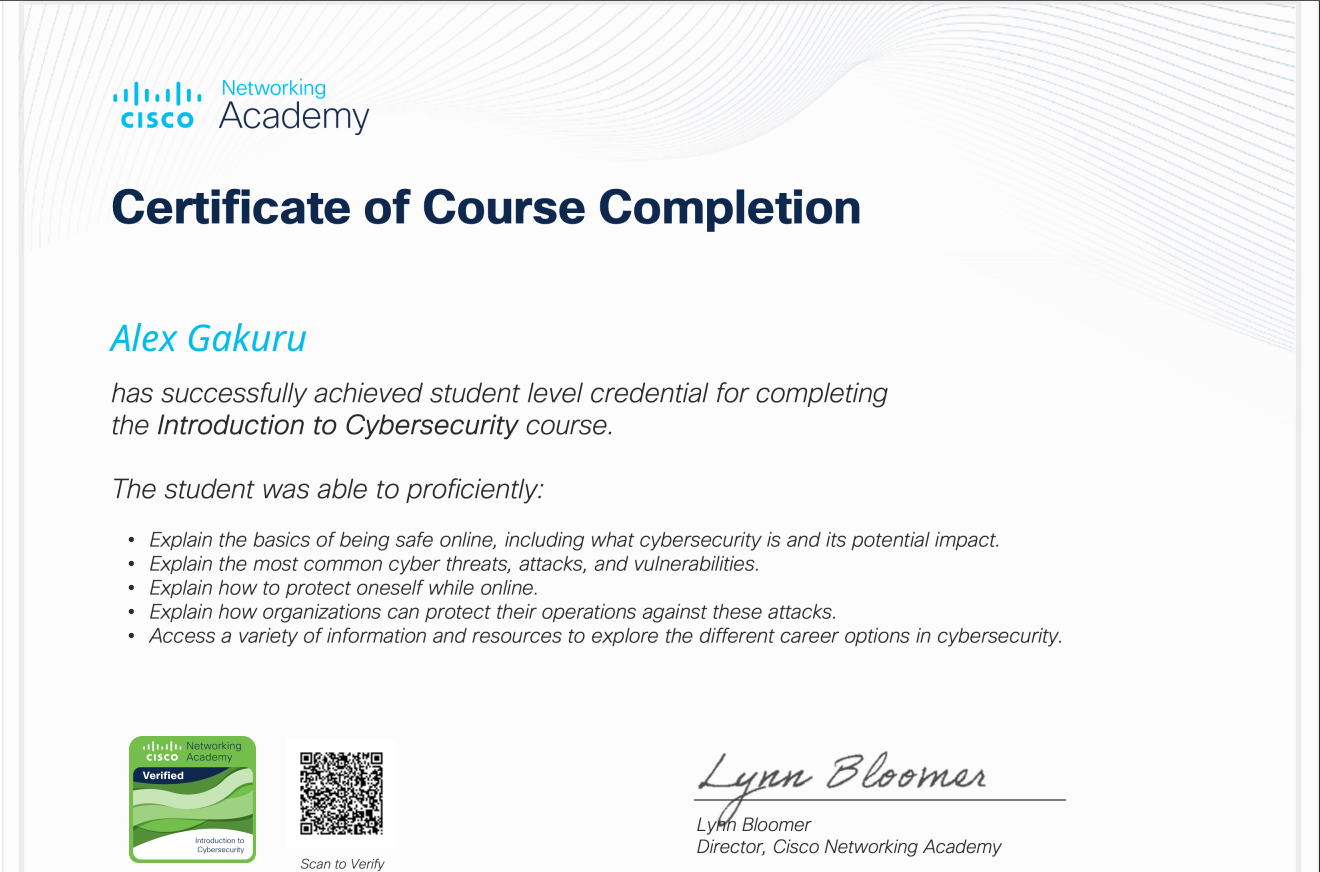 Networking
CISCO Academy
Certificate of Course Completion
Alex Gakuru
has successfully achieved student level credential for completing
the Introduction to Cybersecurity course.
The student was able to proficiently:
• Explain the basics of being safe online, including what cybersecurity is and its potential impact.
• Explain the most common cyber threats, attacks, and vulnerabilities.
• Explain how to protect oneself while online.
• Explain how organizations can protect their operations against these attacks.
• Access a variety of information and resources to explore the different career options in cybersecurity.
Networking
CISCO Academy
Verified
Introduction to
Cybersecurity
Scan to Verify
Lynn Bloomer
Lynn Bloomer
Director, Cisco Networking Academy